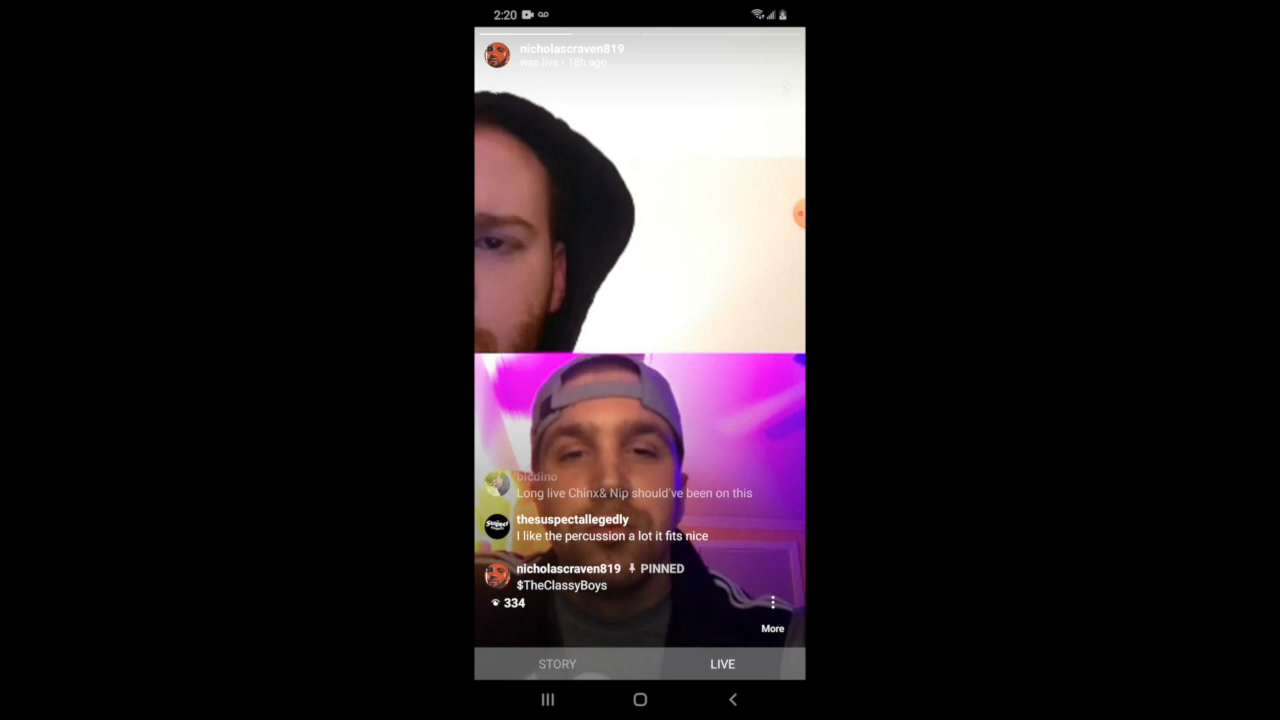 2:20
nicholascraven819
was live • 18h ago
bicdino
Long live Chinx& Nip should've been on this
thesuspectallegedly
I like the percussion a lot it fits nice
nicholascraven819 PINNED
$TheClassyBoys
334
More
STORY LIVE